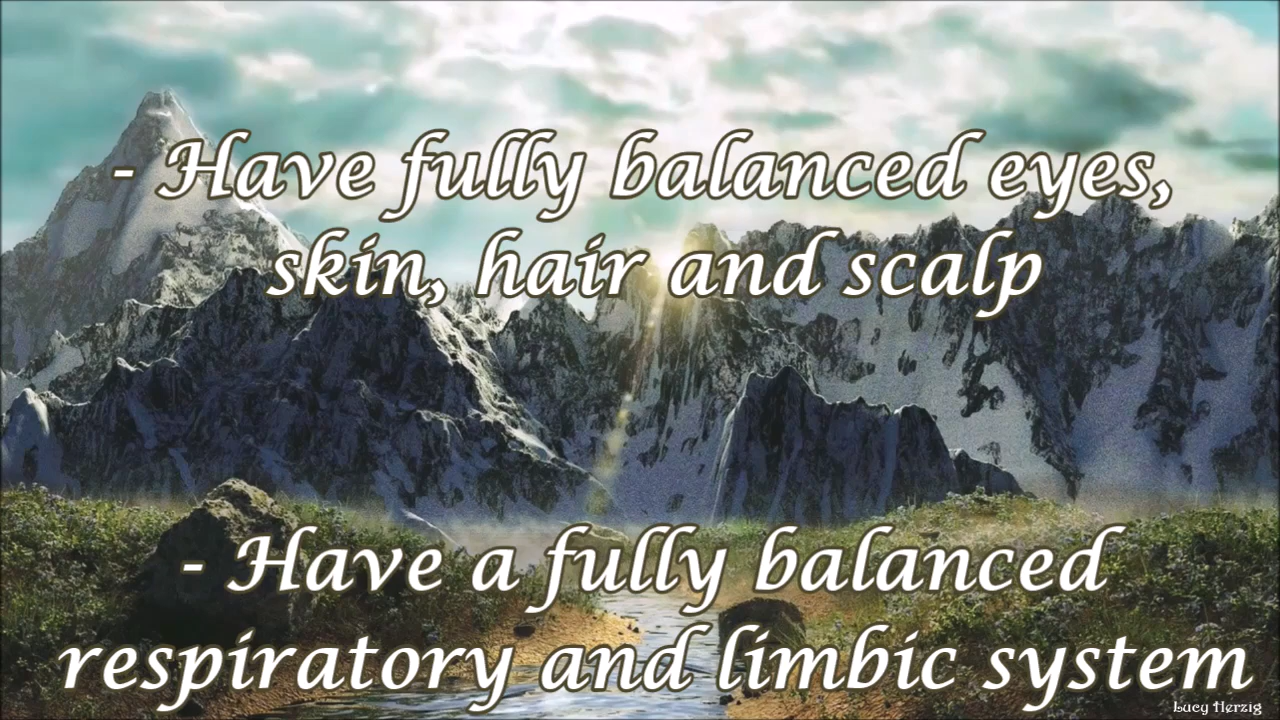 - Have fully balanced eyes,
skin, hair and scalp
- Have a fully balanced
respiratory and limbic system
Lucy Herzig